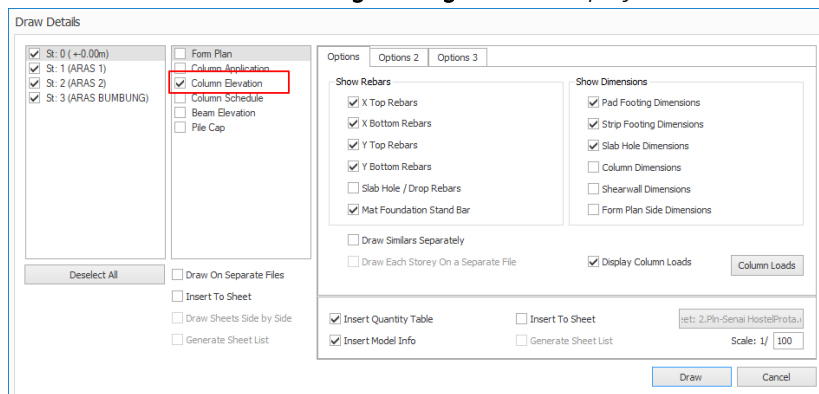 Draw Details
St: 0 ( +-0.00m)
St: 1 (ARAS 1)
St: 2 (ARAS 2)
St: 3 (ARAS BUMBUNG)
Deselect All
Form Plan
Column Application
Column Elevation
Column Schedule
Beam Elevation
Pile Cap
Draw On Separate Files
Insert To Sheet
Draw Sheets Side by Side
Generate Sheet List
Options Options 2 Options 3
Show Rebars
X Top Rebars
X Bottom Rebars
Y Top Rebars
Y Bottom Rebars
Slab Hole / Drop Rebars
Mat Foundation Stand Bar
Show Dimensions
Pad Footing Dimensions
Strip Footing Dimensions
Slab Hole Dimensions
Column Dimensions
Shearwall Dimensions
Form Plan Side Dimensions
Draw Similars Separately
Draw Each Storey On a Separate File
Display Column Loads Column Loads
Insert Quantity Table Insert To Sheet eet: 2.Pln-Senai HostelProta.
Insert Model Info Generate Sheet List Scale: 1/ 100
Draw Cancel